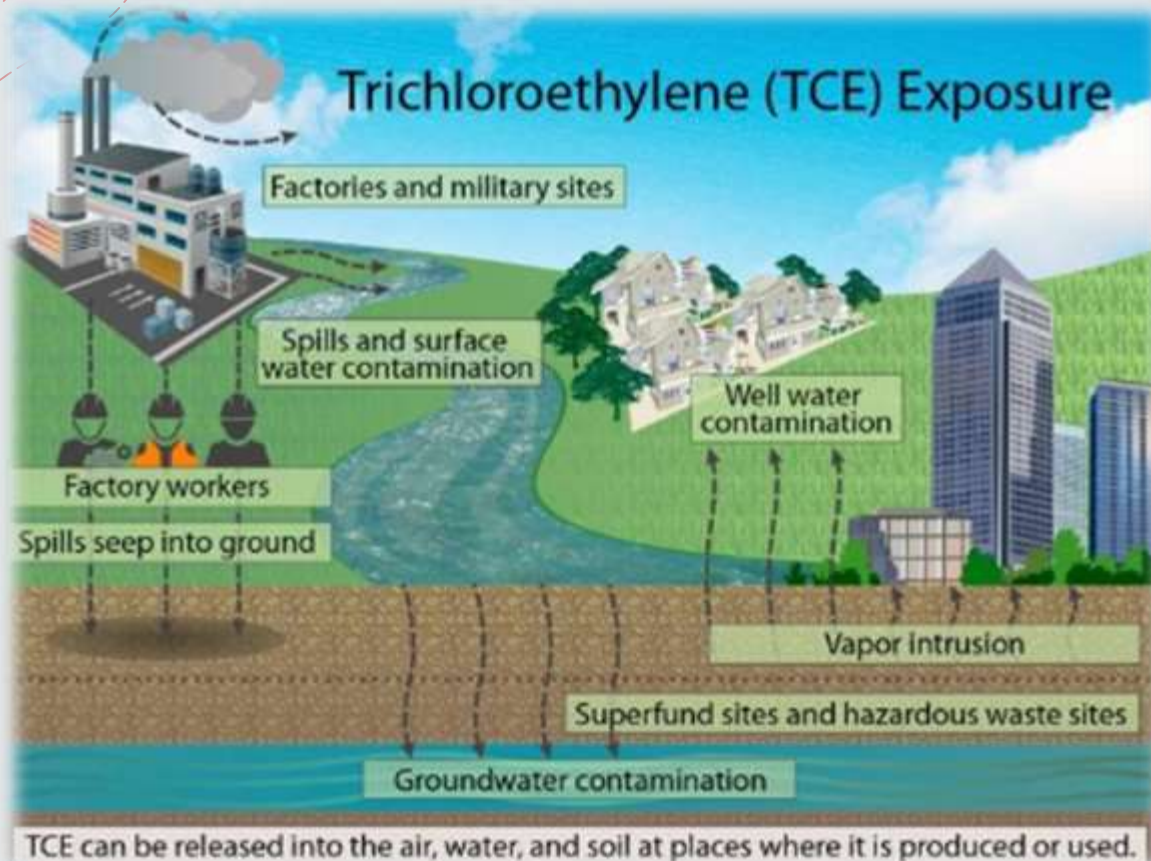 Trichloroethylene (TCE) Exposure
Factories and military sites
Spills and surface
water contamination
Well water
contamination
Factory workers
Spills seep into ground
Vapor intrusion
Superfund sites and hazardous waste sites
Groundwater contamination
TCE can be released into the air, water, and soil at places where it is produced or used.